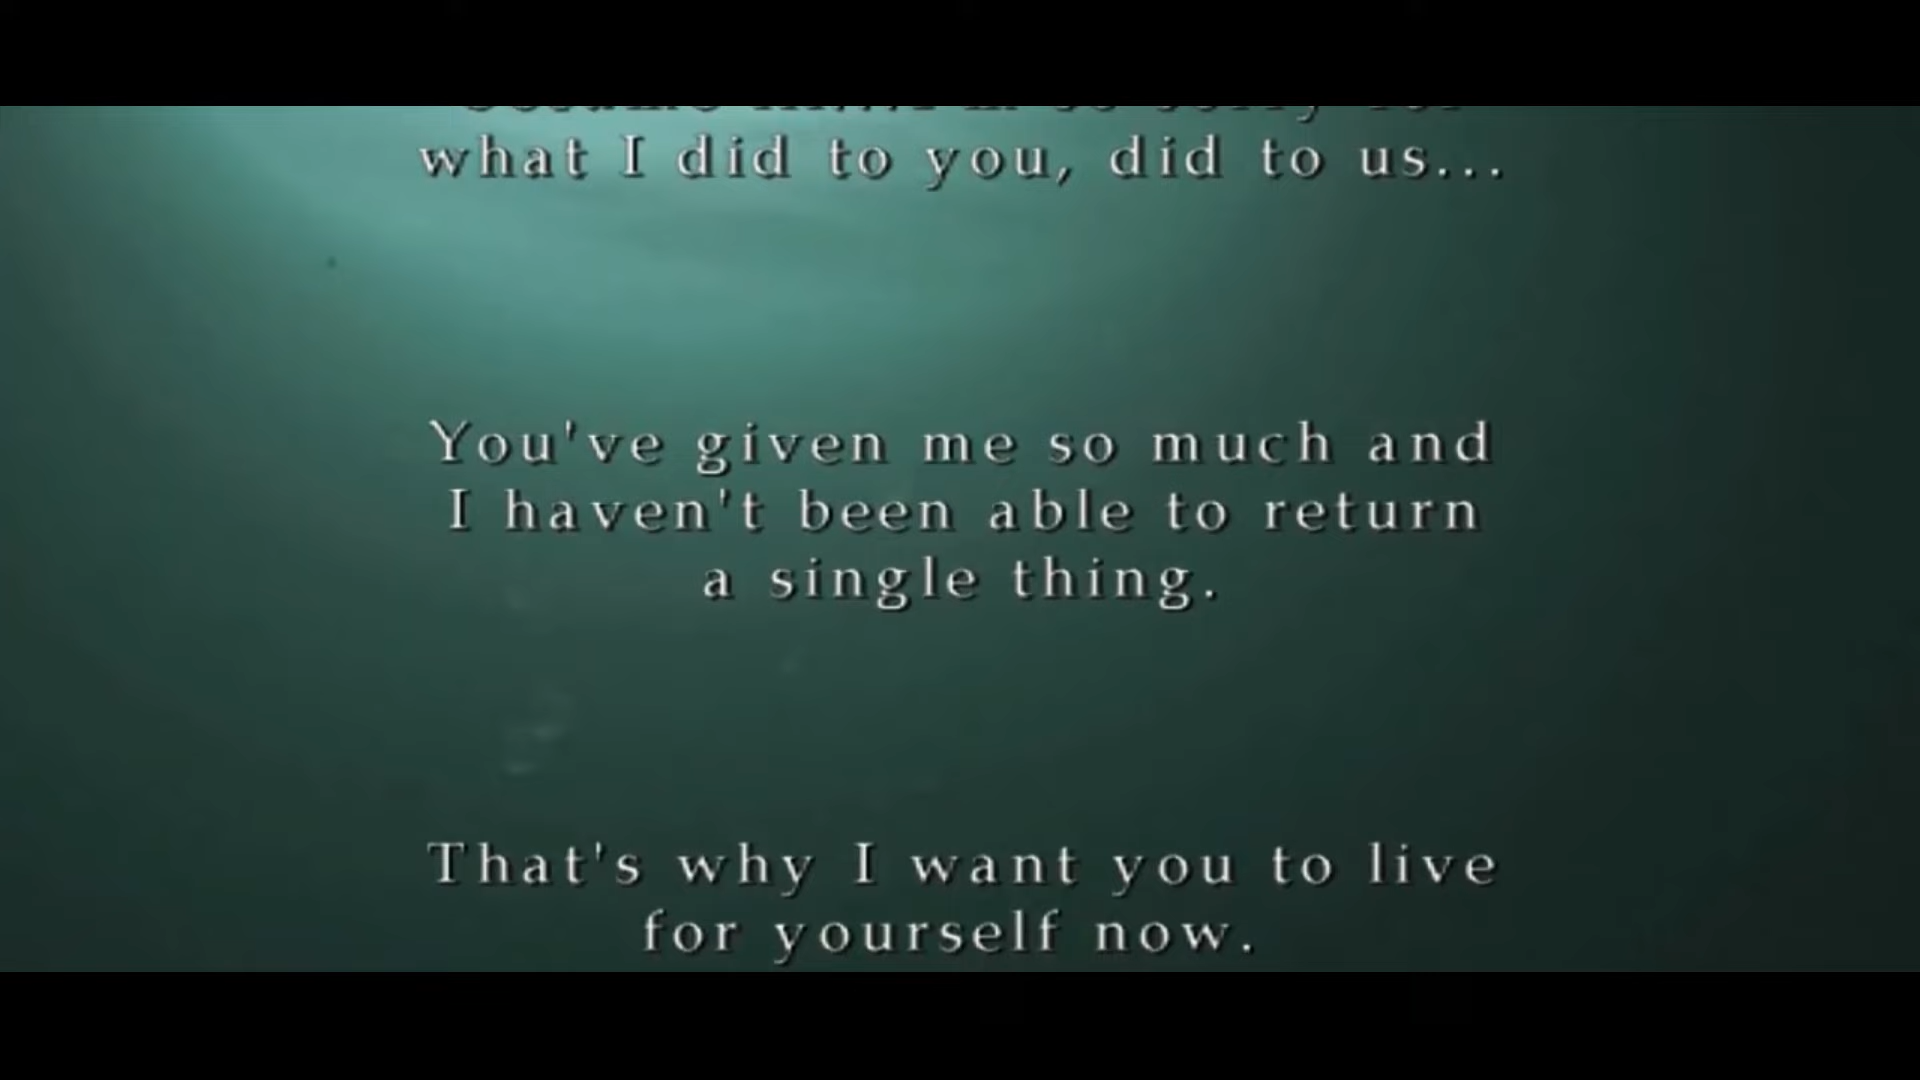 what I did to you, did to us...
You've given me so much and
I haven't been able to return
a single thing.
That's why I want you to live
for yourself now.